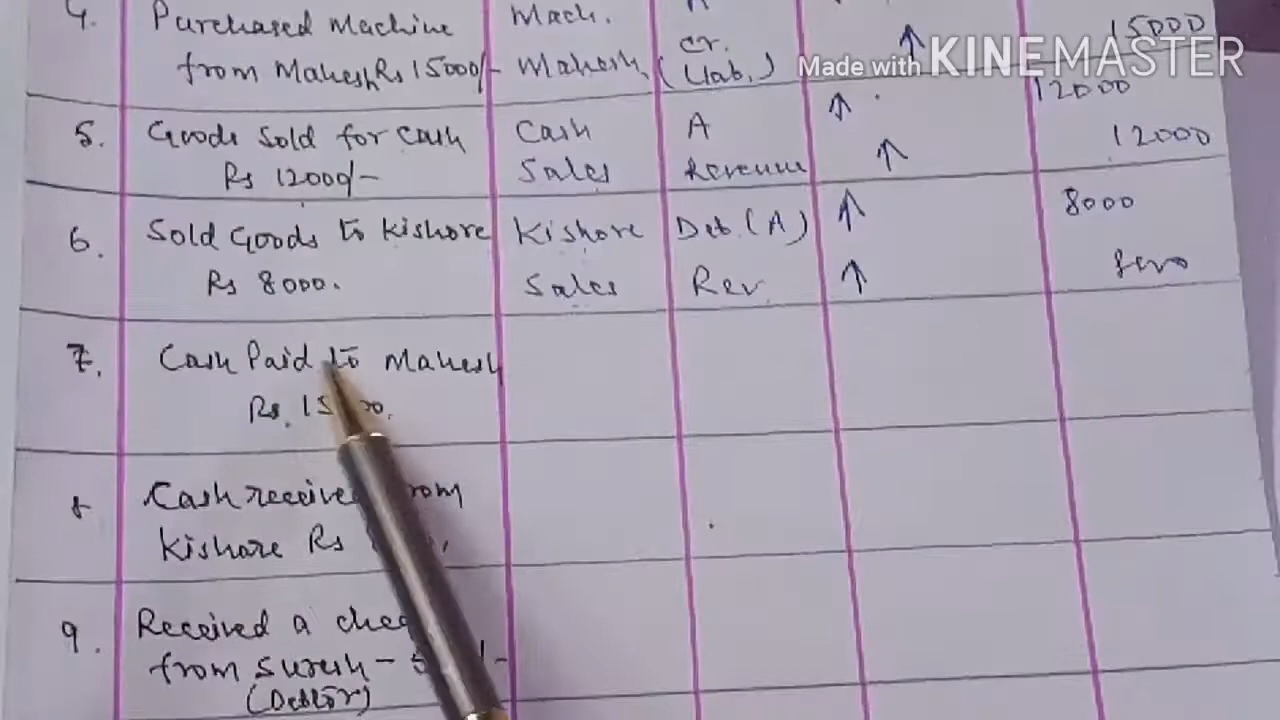 4. Purchased Machine Mach. A
from Mahesh Rs 15000/- Mahesh cr. (Liab.) ↑ 15000
Made with KINEMASTER
5. Goods sold for cash Cash A ↑ 12000
Rs 12000/- Sales Revenue ↑ 12000
6. Sold Goods to Kishore Kishore Deb.(A) ↑ 8000
Rs 8000. Sales Rev. ↑
7. Cash Paid to Mahesh
Rs.
8 Cash received from
Kishore Rs
9. Received a
from Suresh -
(Debtor)